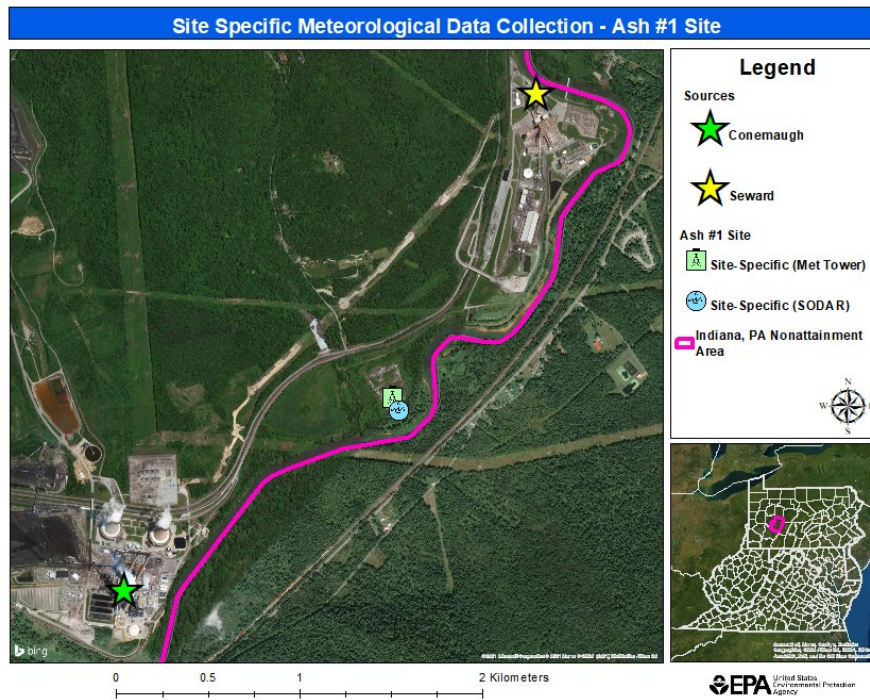 Site Specific Meteorological Data Collection - Ash #1 Site
Legend
Sources
Conemaugh
Seward
Ash #1 Site
Site-Specific (Met Tower)
Site-Specific (SODAR)
Indiana, PA Nonattainment
Area
N
W
E
S
bing
0
0.5
1
2 Kilometers
EPA
United States
Environmental Protection
Agency